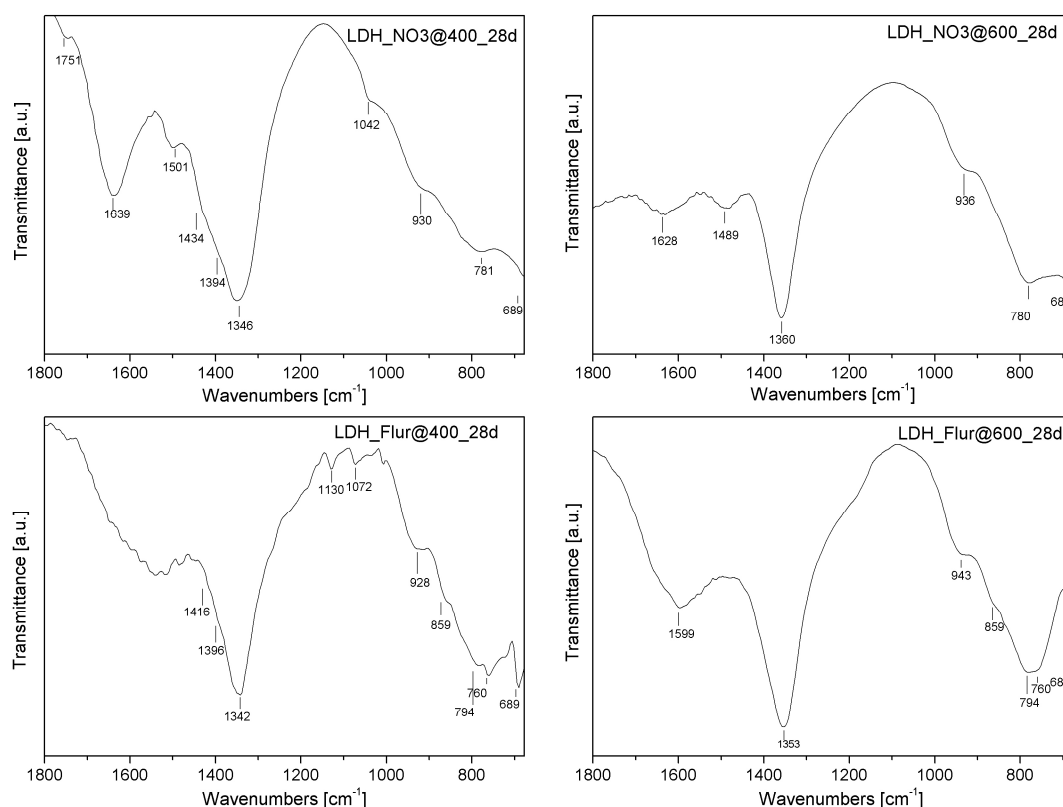 LDH_NO3@400_28d
Transmittance [a.u.]
1751
1639
1501
1434
1394
1346
1042
930
781
689
1800 1600 1400 1200 1000 800
Wavenumbers [cm-1]
LDH_NO3@600_28d
Transmittance [a.u.]
1628
1489
1360
936
780
68
1800 1600 1400 1200 1000 800
Wavenumbers [cm-1]
LDH_Flur@400_28d
Transmittance [a.u.]
1416
1396
1342
1130
1072
928
859
794
760
689
1800 1600 1400 1200 1000 800
Wavenumbers [cm-1]
LDH_Flur@600_28d
Transmittance [a.u.]
1599
1353
943
859
794
760
68
1800 1600 1400 1200 1000 800
Wavenumbers [cm-1]